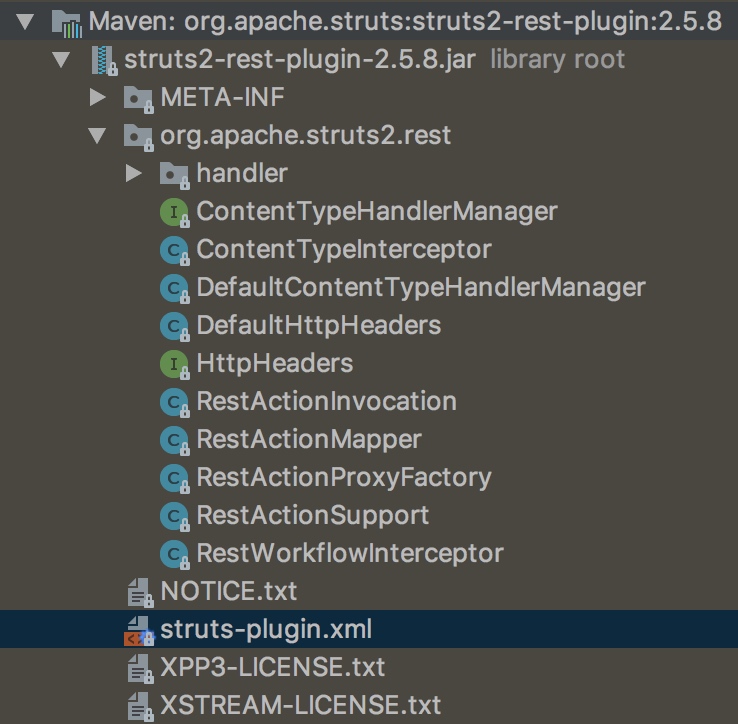 Maven: org.apache.struts:struts2-rest-plugin:2.5.8
struts2-rest-plugin-2.5.8.jar library root
META-INF
org.apache.struts2.rest
handler
I ContentTypeHandlerManager
C ContentTypeInterceptor
C DefaultContentTypeHandlerManager
C DefaultHttpHeaders
I HttpHeaders
C RestActionInvocation
C RestActionMapper
C RestActionProxyFactory
C RestActionSupport
C RestWorkflowInterceptor
NOTICE.txt
struts-plugin.xml
XPP3-LICENSE.txt
XSTREAM-LICENSE.txt